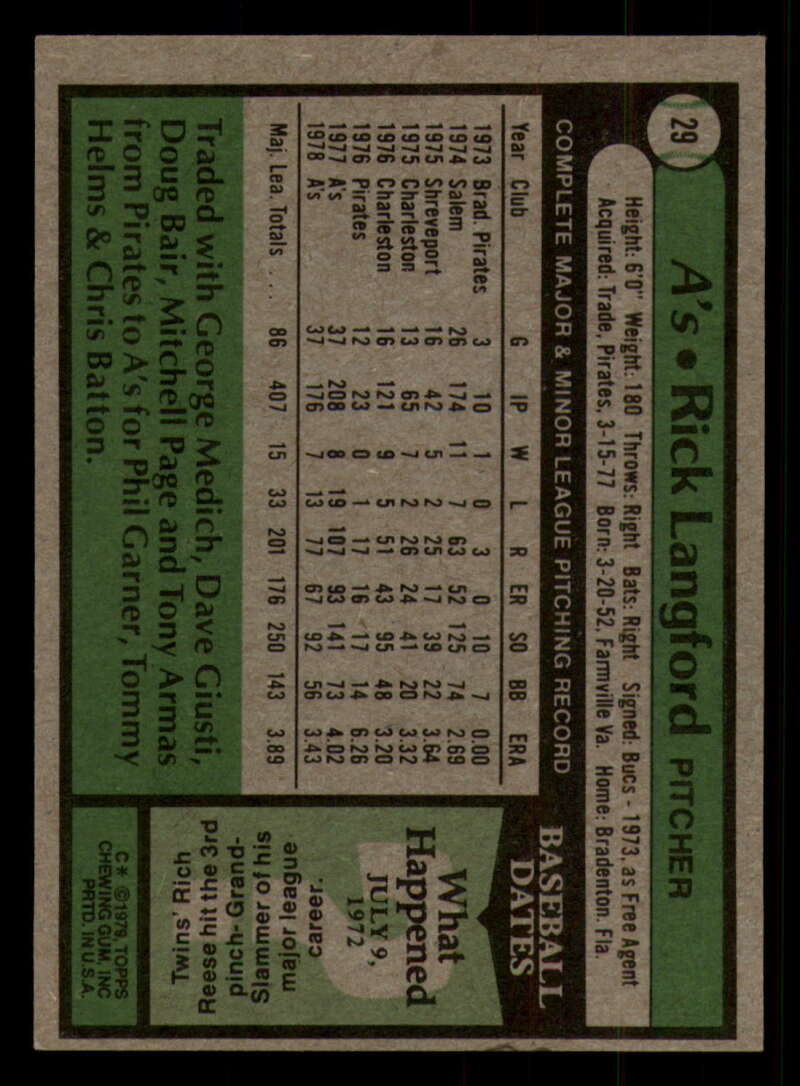 29
A's • Rick Langford PITCHER
Height: 6'0" Weight: 180 Throws: Right Bats: Right Signed: Bucs - 1973, as Free Agent
Acquired: Trade, Pirates, 3-15-77 Born: 3-20-52, Farmville Va. Home: Bradenton, Fla.
COMPLETE MAJOR & MINOR LEAGUE PITCHING RECORD
Year Club G IP W L R ER SO BB ERA
1973 Brad. Pirates 3 10 1 0 3 0 10 7 0.00
1974 Salem 26 174 11 7 63 52 125 74 2.69
1975 Shreveport 16 42 5 2 25 17 39 22 3.64
1975 Charleston 13 65 7 2 26 24 41 20 3.32
1976 Charleston 16 121 9 5 51 43 95 48 3.20
1976 Pirates 12 23 0 1 17 16 17 14 6.26
1977 A's 37 208 8 19 107 93 141 73 4.02
1978 A's 37 176 7 13 77 67 92 56 3.43
Maj. Lea. Totals . . . . 86 407 15 33 201 176 250 143 3.89
Traded with George Medich, Dave Giusti,
Doug Bair, Mitchell Page and Tony Armas
from Pirates to A's for Phil Garner, Tommy
Helms & Chris Batton.
BASEBALL
DATES
What
Happened
JULY 9,
1972
Twins' Rich
Reese hit the 3rd
pinch-Grand-
Slammer of his
major league
career.
C* ©1979, TOPPS
CHEWING GUM, INC
PRTD. IN U.S.A.